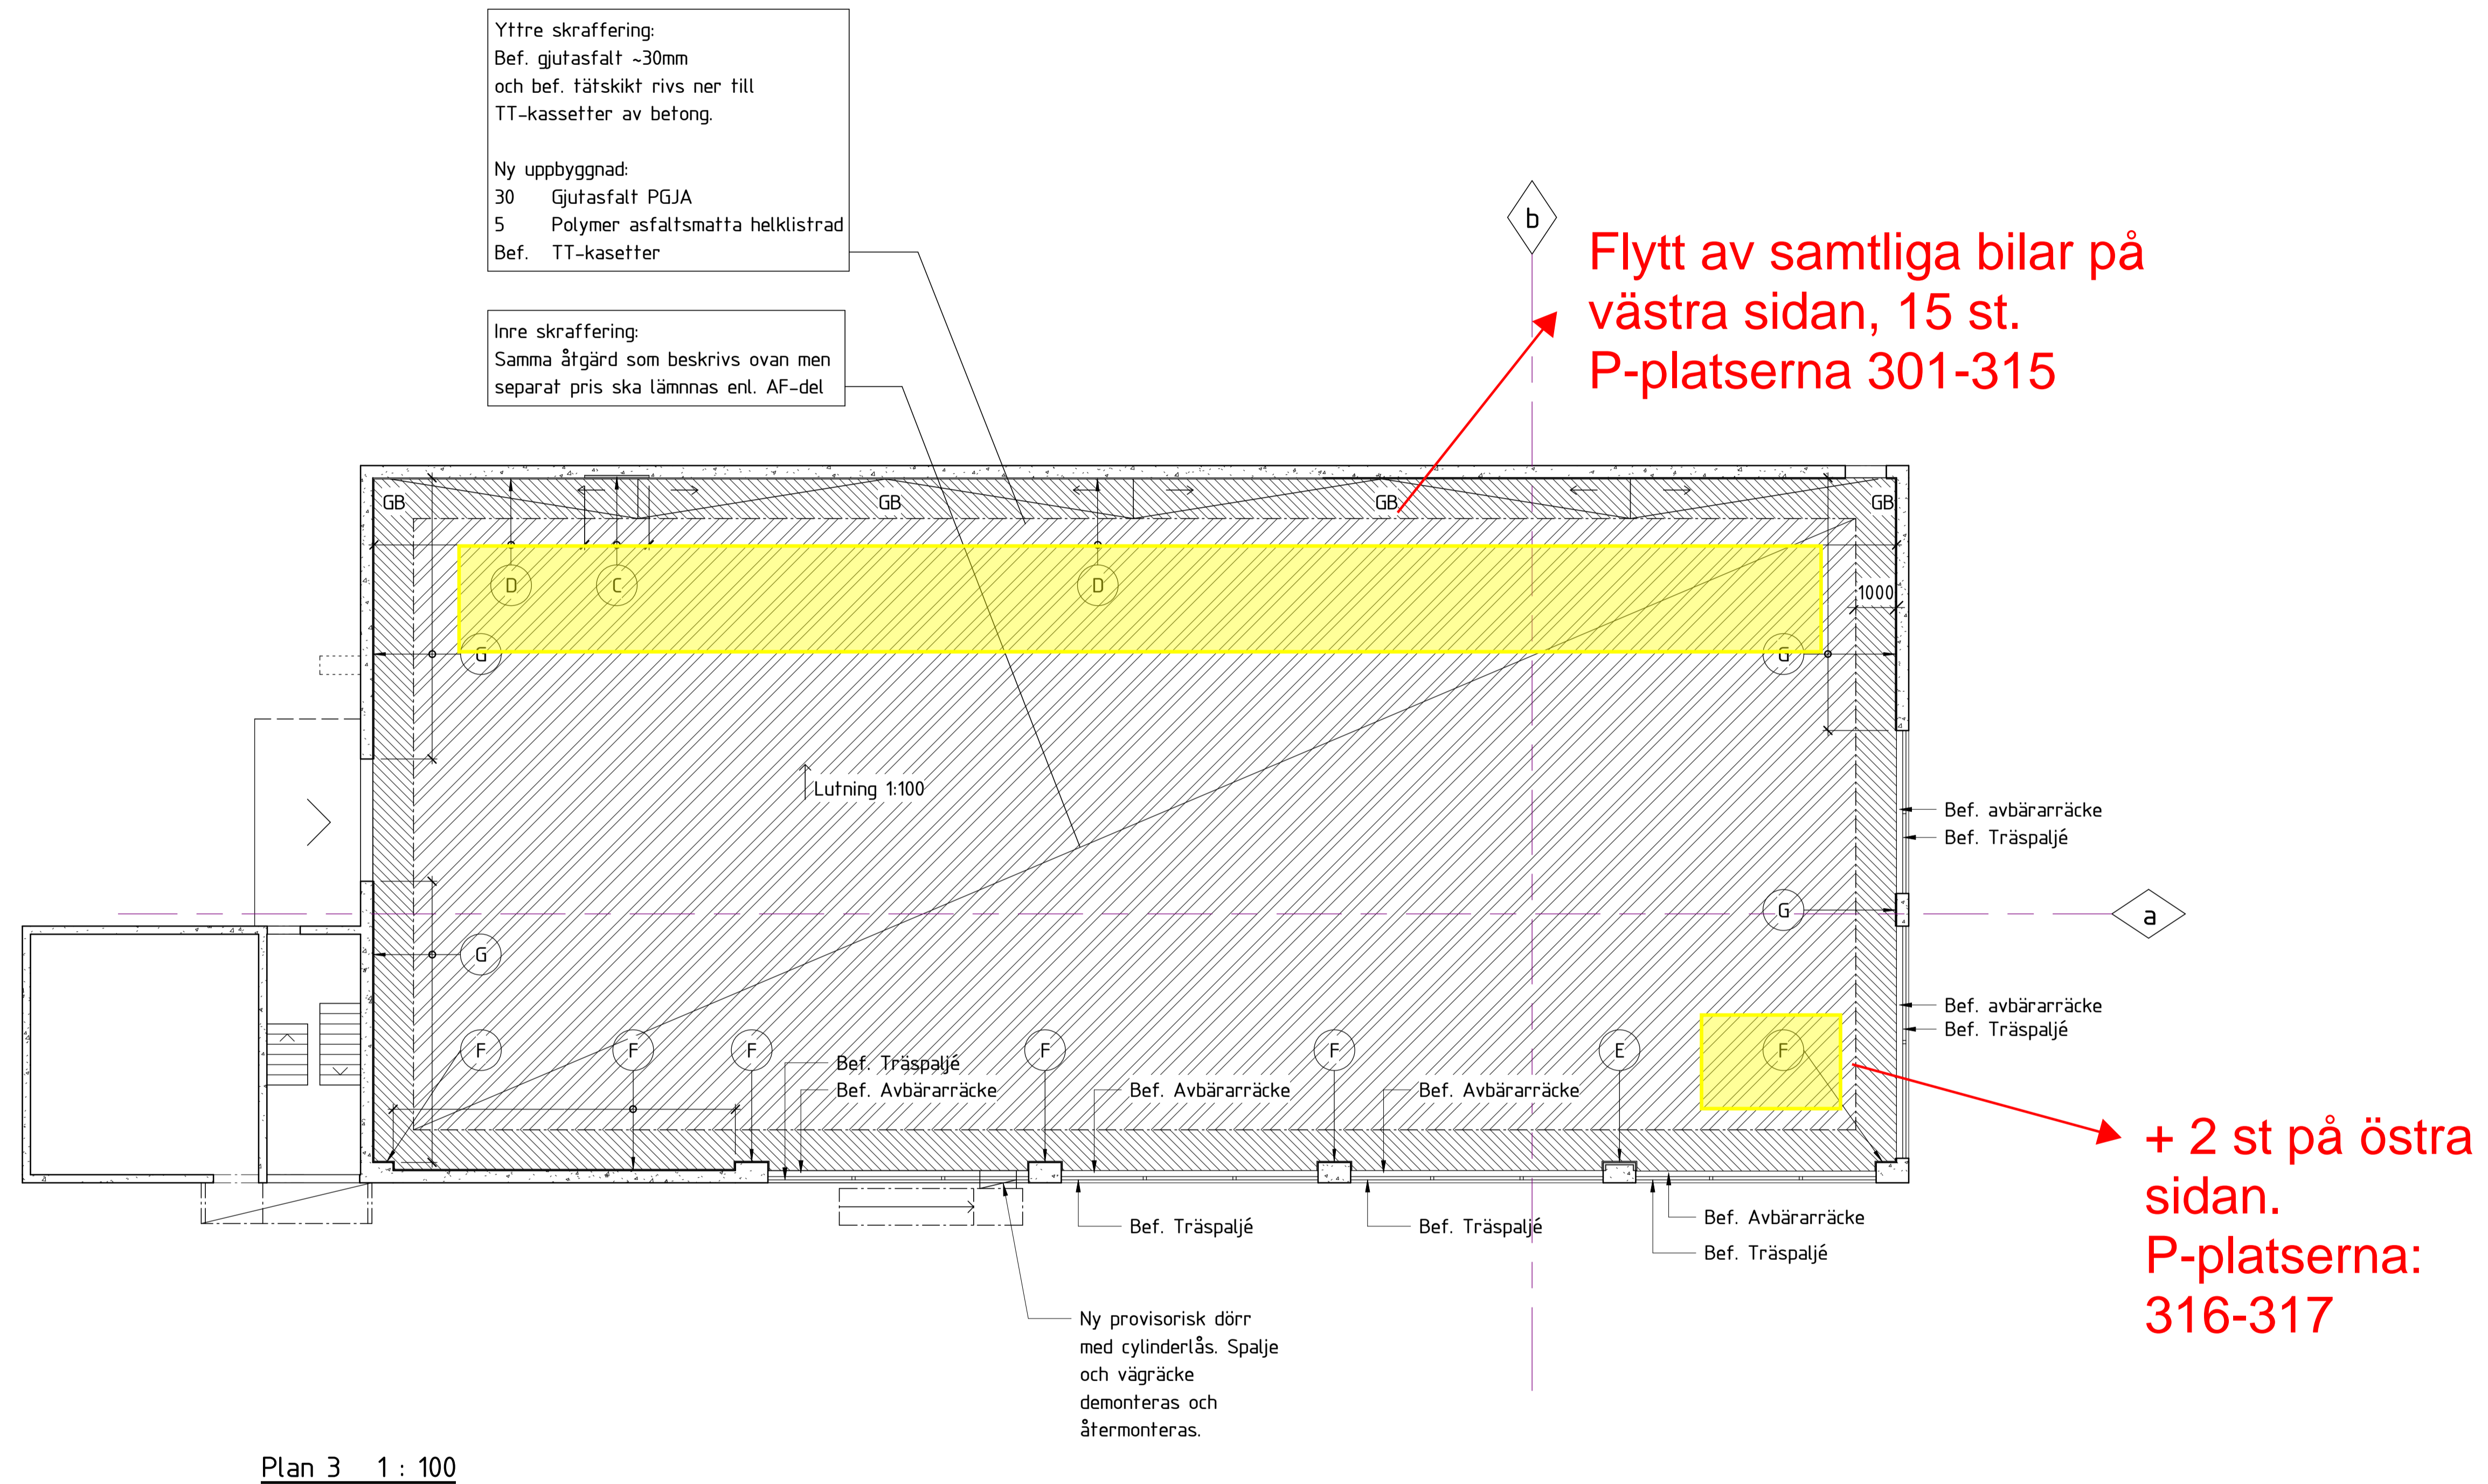 Yttre skraffering:
Bef. gjutasfalt ~30mm
och bef. tätskikt rivs ner till
TT-kassetter av betong.
Ny uppbyggnad:
30 Gjutasfalt PGJA
5 Polymer asfaltsmatta helklistrad
Bef. TT-kasetter
Inre skraffering:
Samma åtgärd som beskrivs ovan men
separat pris ska lämnnas enl. AF-del
b
Flytt av samtliga bilar på
västra sidan, 15 st.
P-platserna 301-315
GB
GB
GB
GB
D
C
D
1000
G
G
Lutning 1:100
Bef. avbärarräcke
Bef. Träspaljé
G
a
G
Bef. avbärarräcke
Bef. Träspaljé
F
F
F
F
F
E
F
Bef. Träspaljé
Bef. Avbärarräcke
Bef. Avbärarräcke
Bef. Avbärarräcke
+ 2 st på östra
sidan.
P-platserna:
316-317
Bef. Träspaljé
Bef. Träspaljé
Bef. Avbärarräcke
Bef. Träspaljé
Ny provisorisk dörr
med cylinderlås. Spalje
och vägräcke
demonteras och
återmonteras.
Plan 3 1 : 100